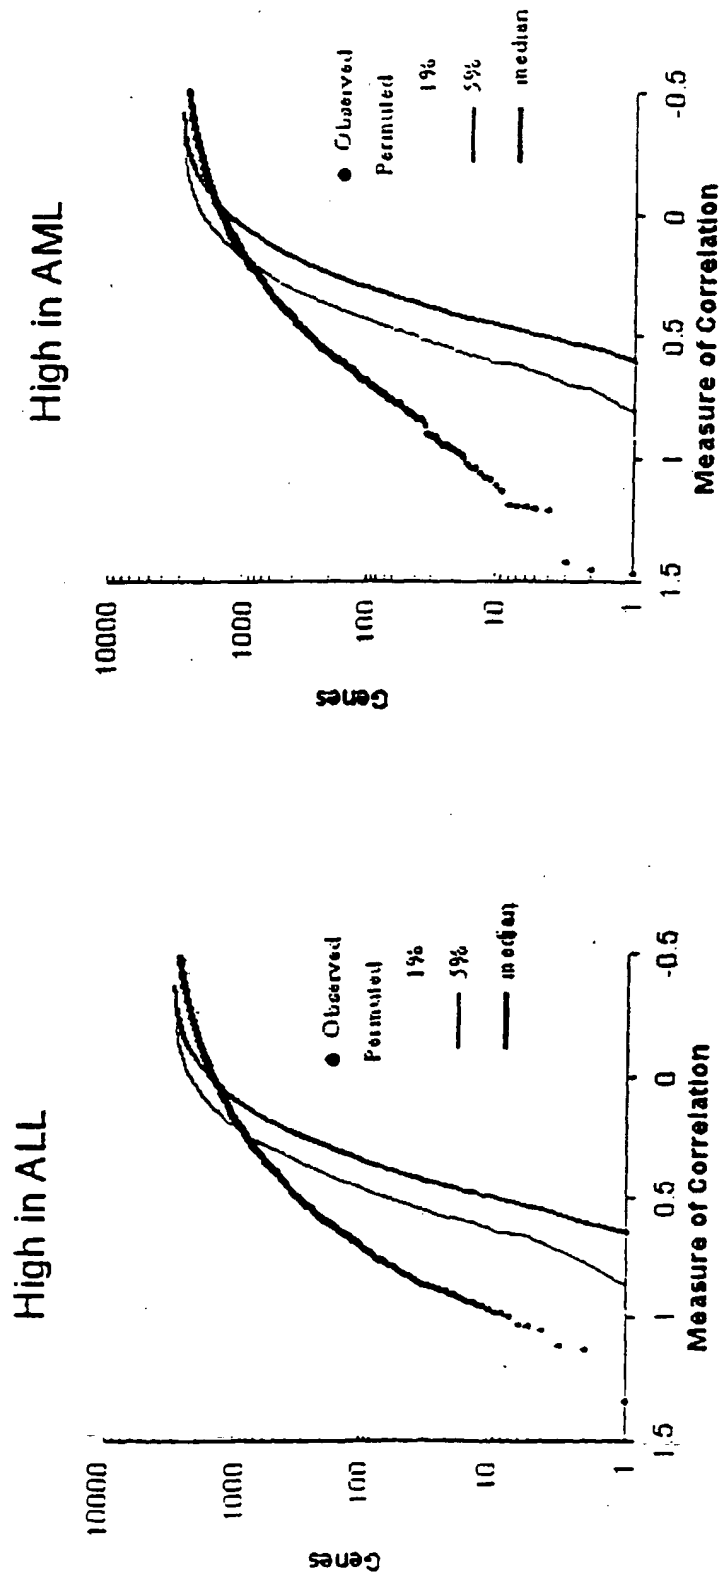 High in ALL
Genes
10000
1000
100
10
1
1.5
1
0.5
0
-0.5
Measure of Correlation
Observed
Permuted
1%
5%
median
High in AML
Genes
10000
1000
100
10
1
1.5
1
0.5
0
-0.5
Measure of Correlation
Observed
Permuted
1%
5%
median